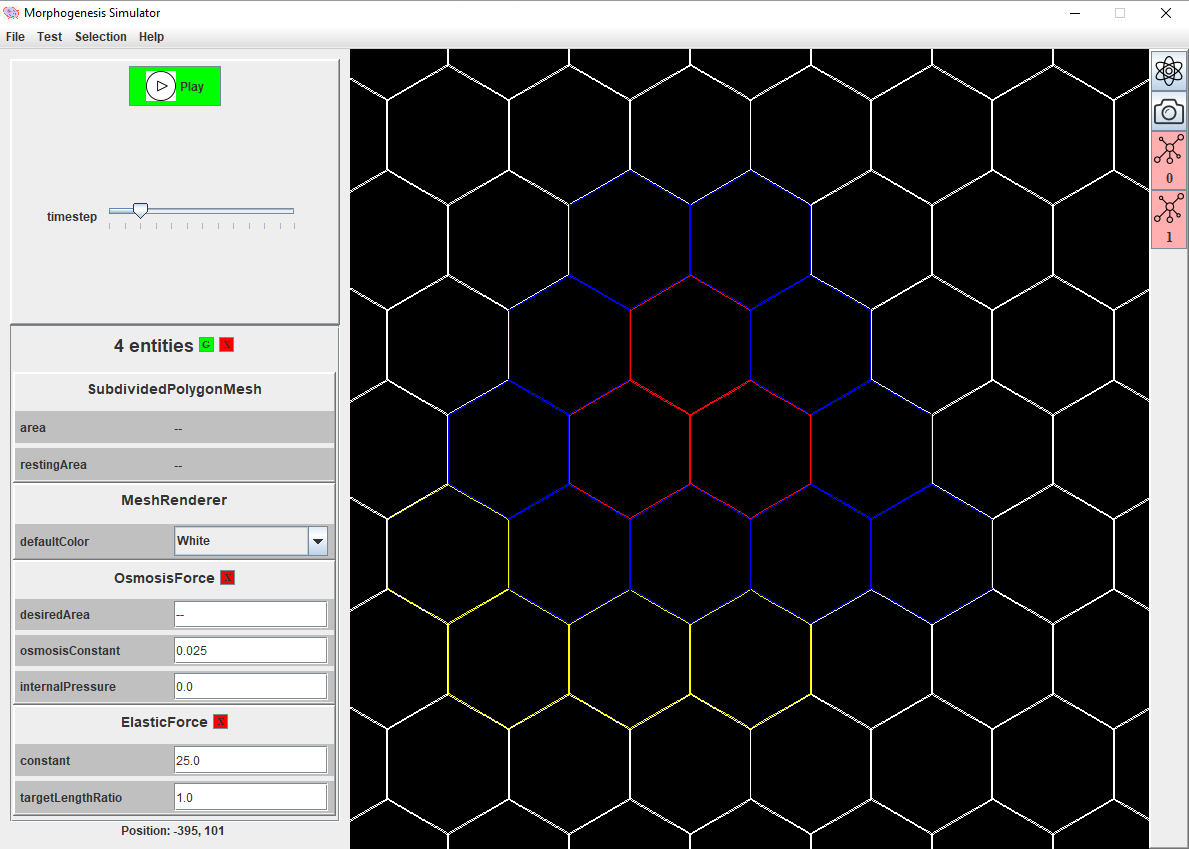 Morphogenesis Simulator
File Test Selection Help
Play
timestep
4 entities G X
SubdividedPolygonMesh
area --
restingArea --
MeshRenderer
defaultColor White
OsmosisForce X
desiredArea --
osmosisConstant 0.025
internalPressure 0.0
ElasticForce X
constant 25.0
targetLengthRatio 1.0
Position: -395, 101
0
1